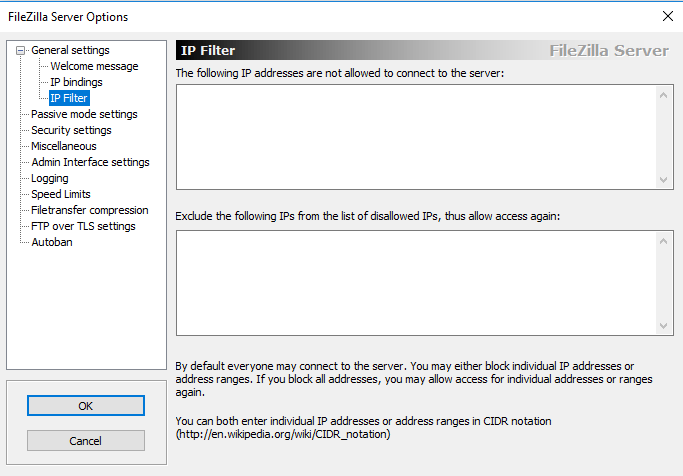 FileZilla Server Options
General settings
Welcome message
IP bindings
IP Filter
Passive mode settings
Security settings
Miscellaneous
Admin Interface settings
Logging
Speed Limits
Filetransfer compression
FTP over TLS settings
Autoban
OK
Cancel
IP Filter
FileZilla Server
The following IP addresses are not allowed to connect to the server:
Exclude the following IPs from the list of disallowed IPs, thus allow access again:
By default everyone may connect to the server. You may either block individual IP addresses or
address ranges. If you block all addresses, you may allow access for individual addresses or ranges
again.
You can both enter individual IP addresses or address ranges in CIDR notation
(http://en.wikipedia.org/wiki/CIDR_notation)